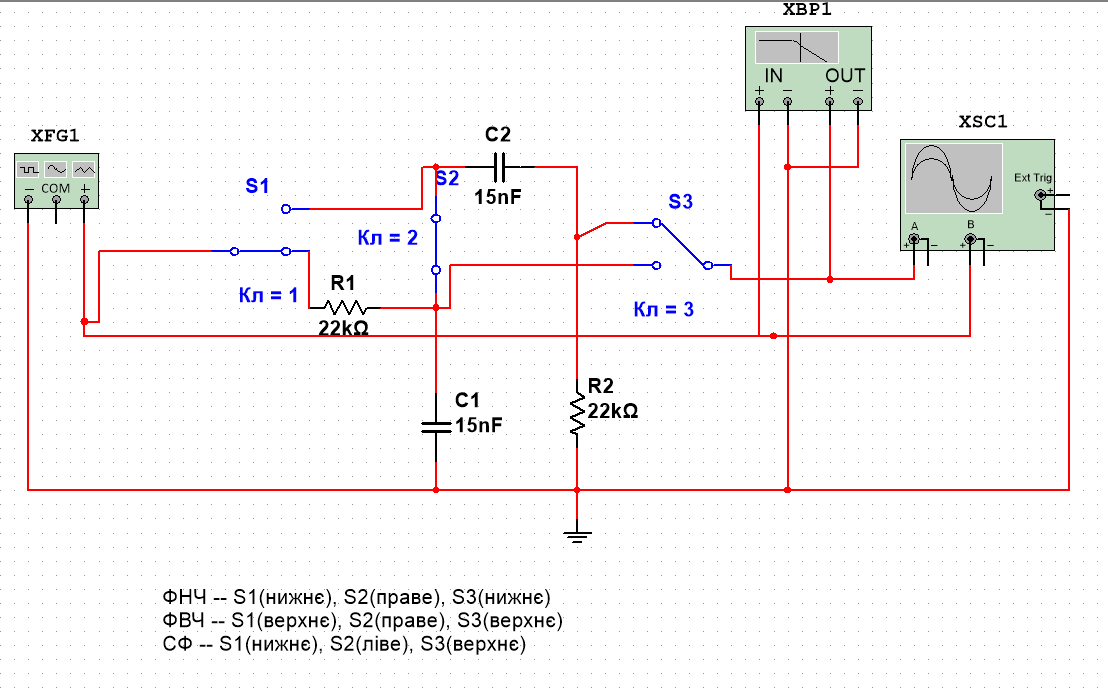 XBP1
IN OUT
+ − + −
XSC1
Ext Trig
+
−
A B
+ − + −
XFG1
− COM +
C2
15nF
S1
S2
S3
Кл = 2
Кл = 1
R1
22kΩ
Кл = 3
C1
15nF
R2
22kΩ
ФНЧ -- S1(нижнє), S2(праве), S3(нижнє)
ФВЧ -- S1(верхнє), S2(праве), S3(верхнє)
СФ -- S1(нижнє), S2(ліве), S3(верхнє)